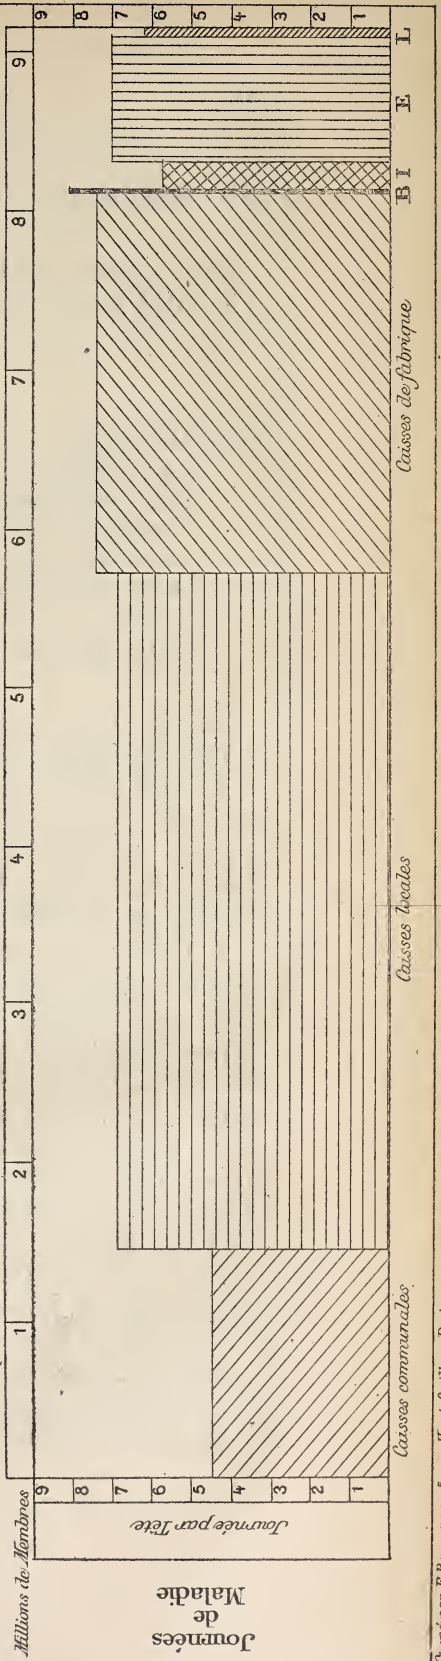 Millions de Membres
1 2 3 4 5 6 7 8 9
Journées
de
Maladie
Journée par Tête
9 8 7 6 5 4 3 2 1
9 8 7 6 5 4 3 2 1
Caisses communales
Caisses locales
Caisses de fabrique
B I E L